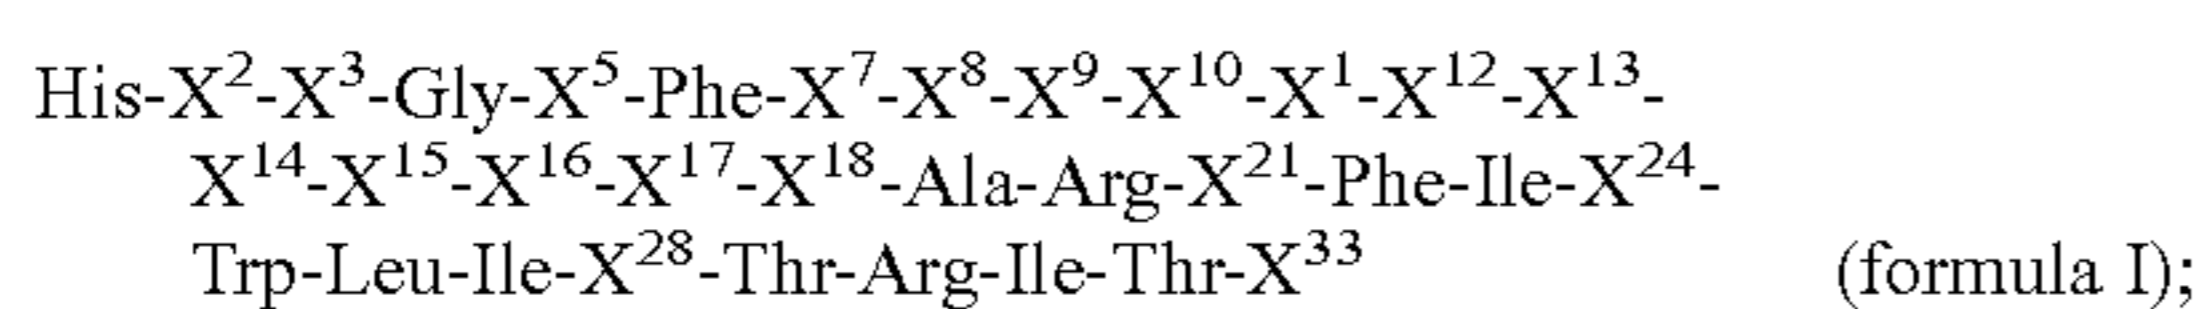 His-X²-X³-Gly-X⁵-Phe-X⁷-X⁸-X⁹-X¹⁰-X¹-X¹²-X¹³-
X¹⁴-X¹⁵-X¹⁶-X¹⁷-X¹⁸-Ala-Arg-X²¹-Phe-Ile-X²⁴-
Trp-Leu-Ile-X²⁸-Thr-Arg-Ile-Thr-X³³ (formula I);